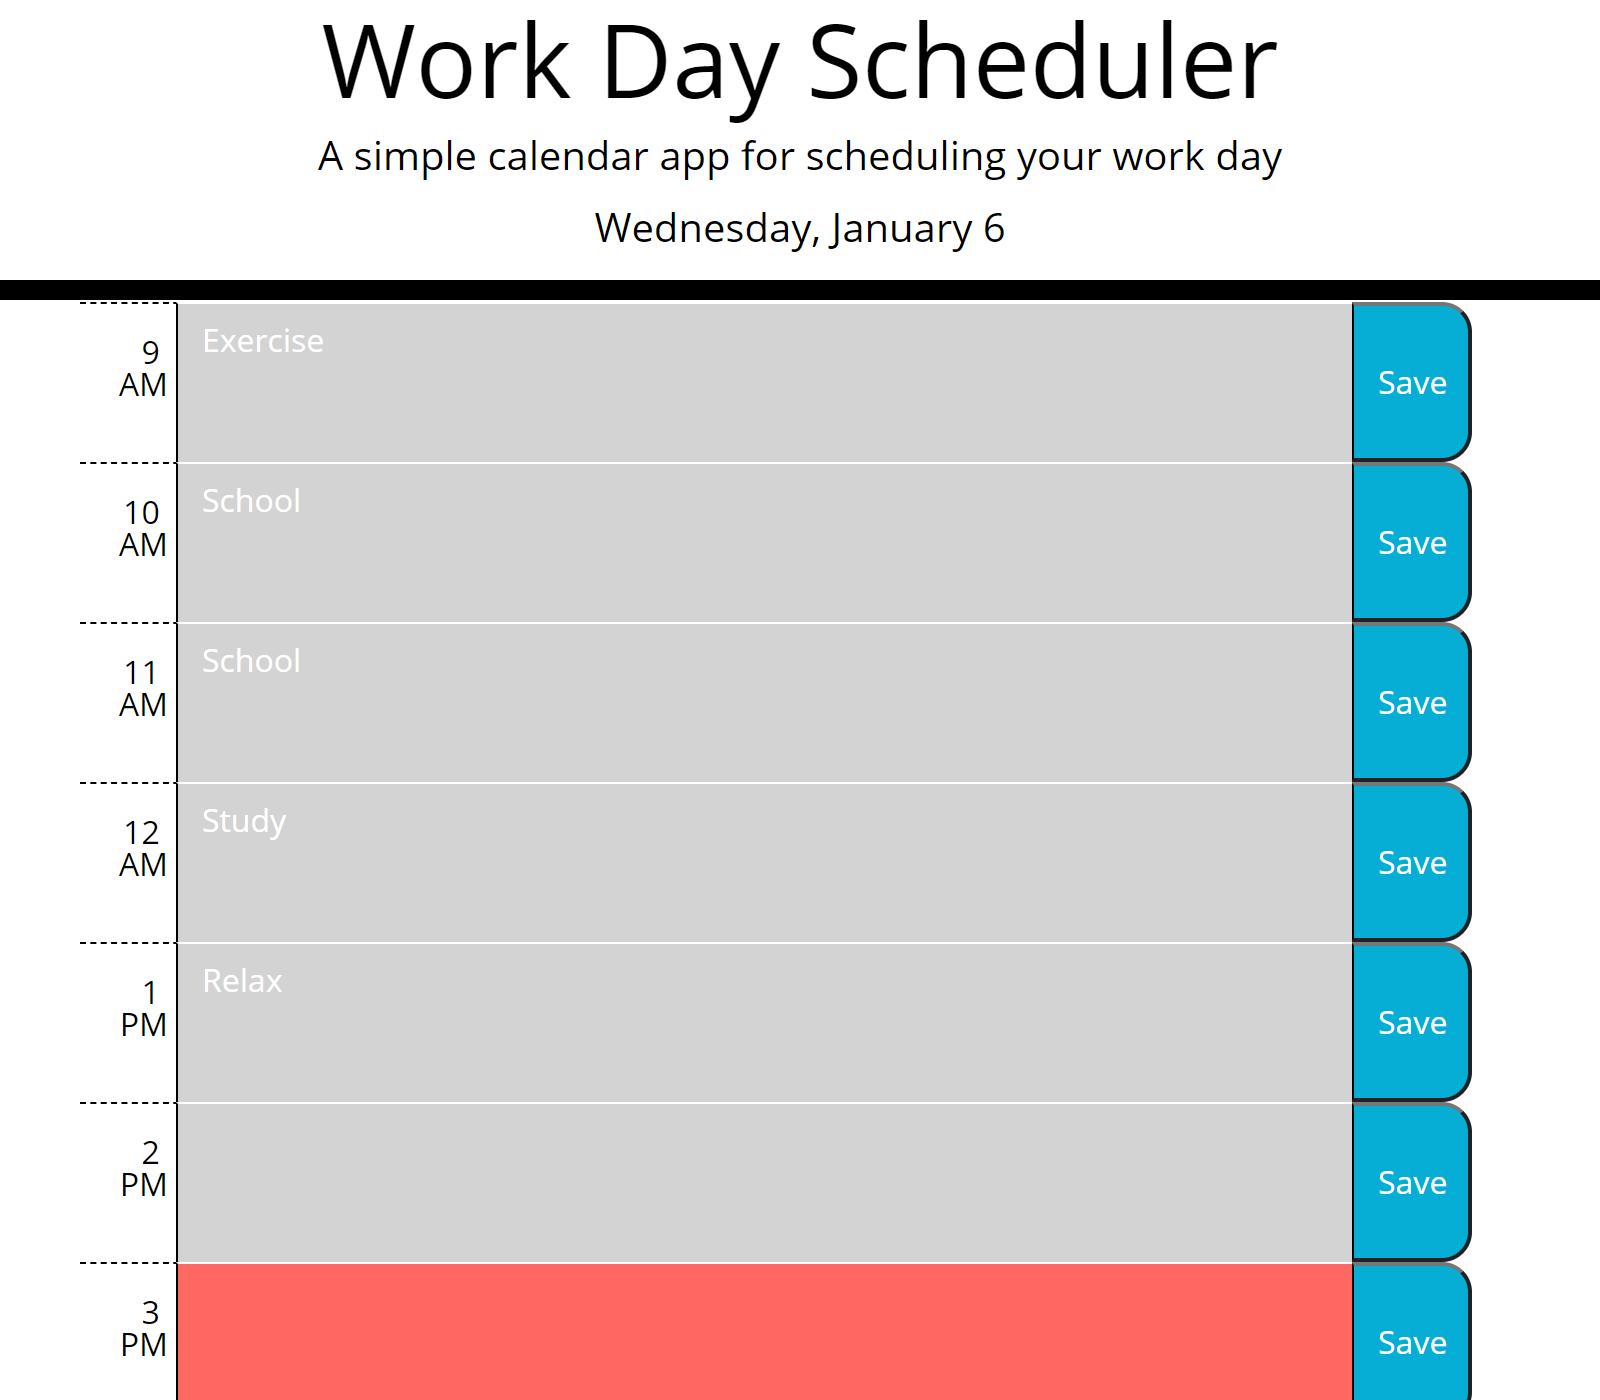 Work Day Scheduler
A simple calendar app for scheduling your work day
Wednesday, January 6
9
AM
Exercise
Save
10
AM
School
Save
11
AM
School
Save
12
AM
Study
Save
1
PM
Relax
Save
2
PM
Save
3
PM
Save